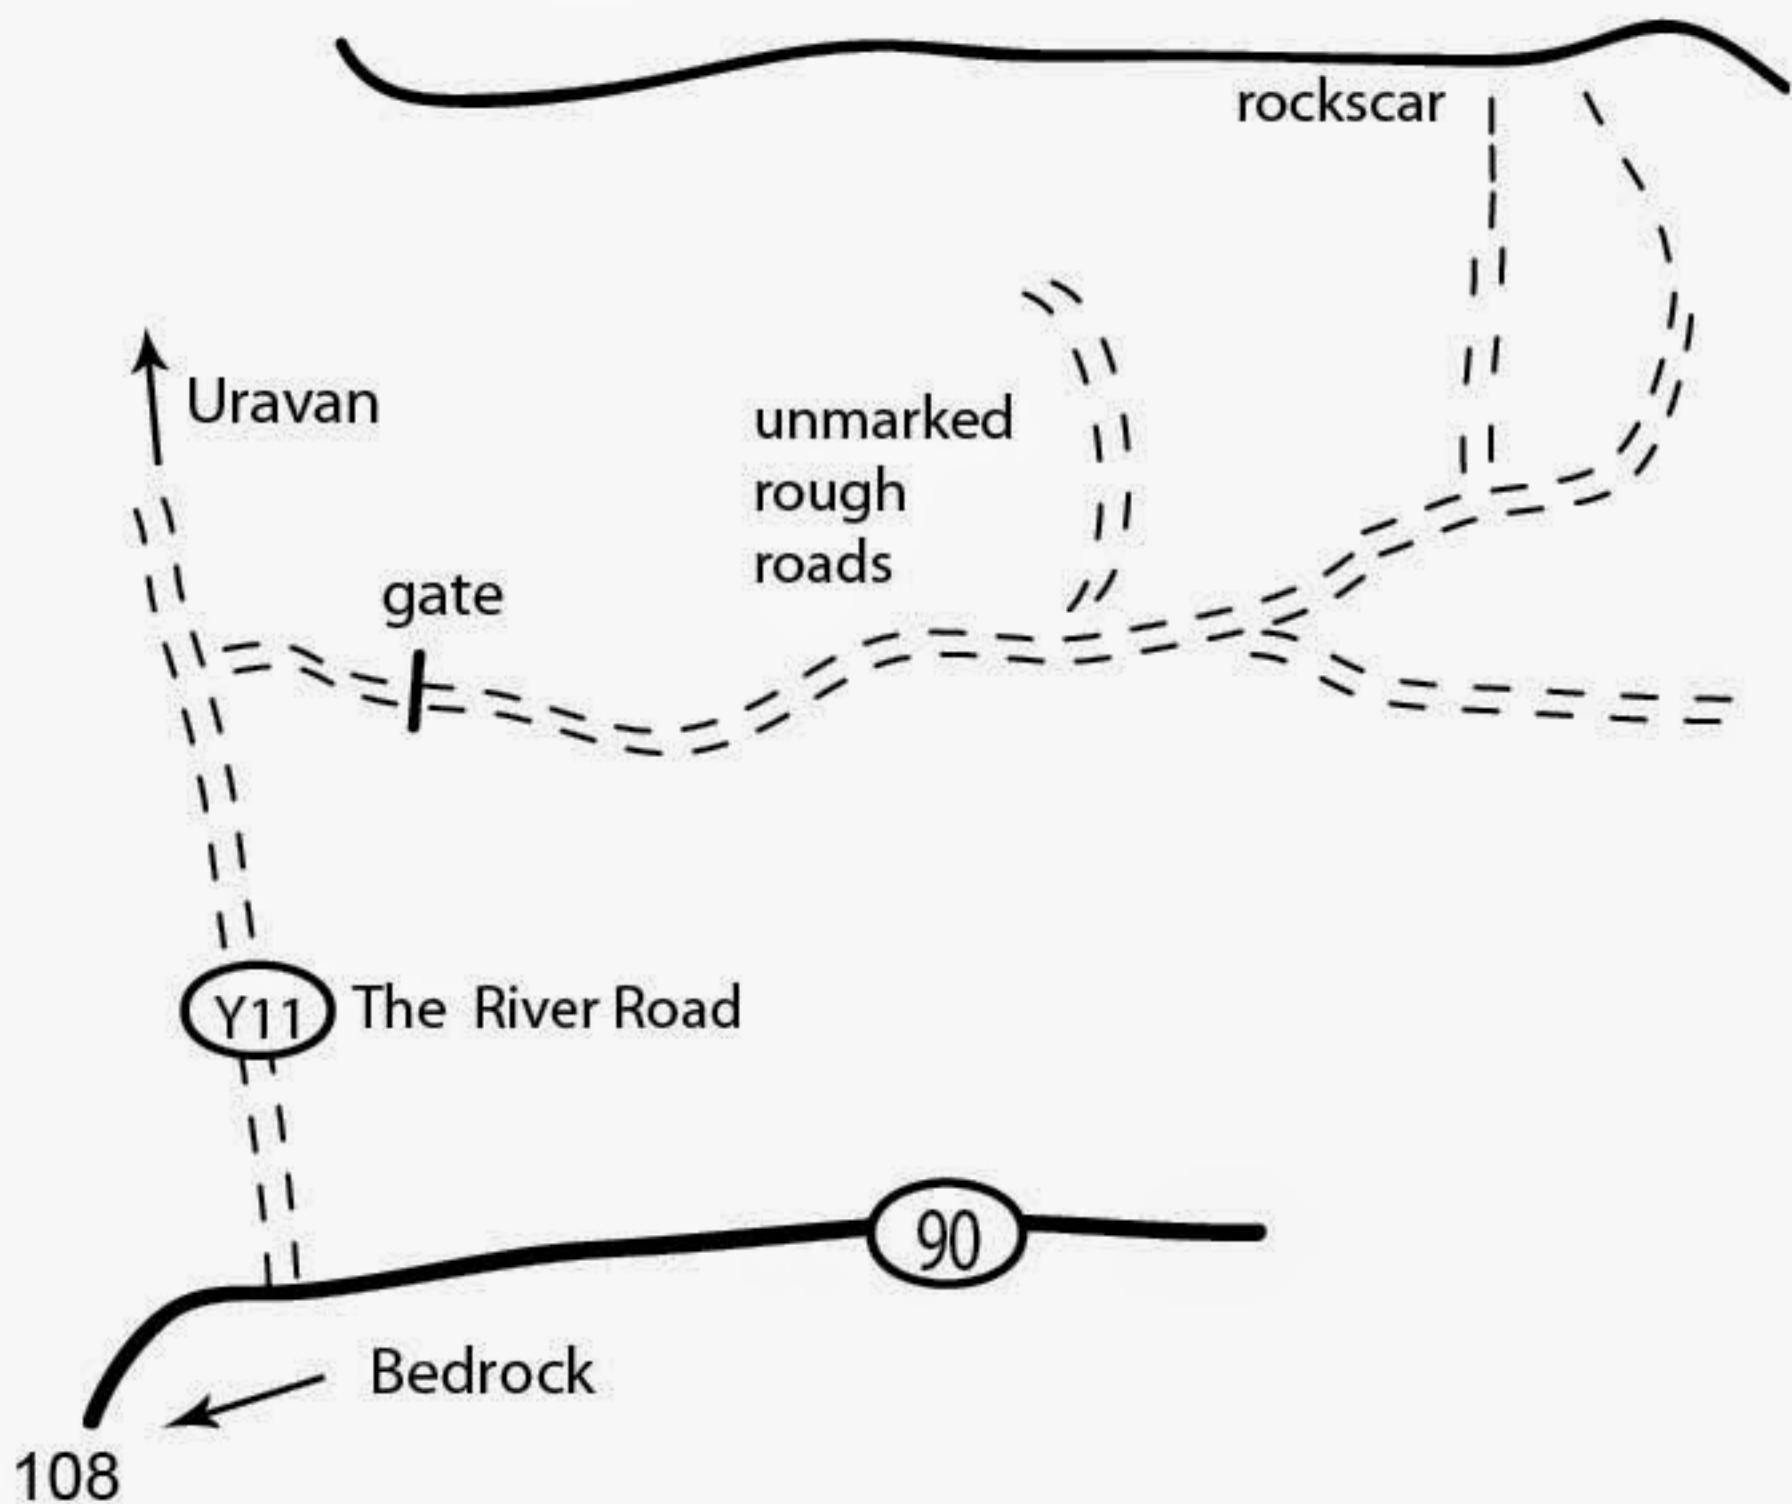 rockscar
Uravan
unmarked
rough
roads
gate
Y11
The River Road
90
Bedrock
108